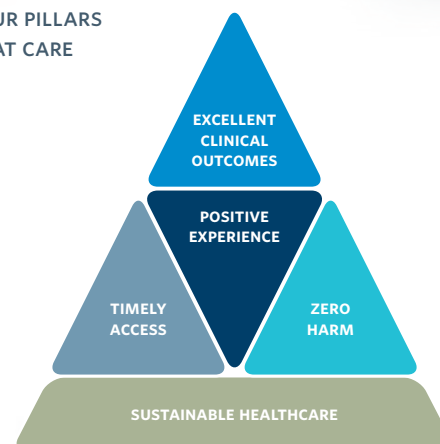 UR PILLARS
AT CARE
EXCELLENT
CLINICAL
OUTCOMES
POSITIVE
EXPERIENCE
TIMELY
ACCESS
ZERO
HARM
SUSTAINABLE HEALTHCARE